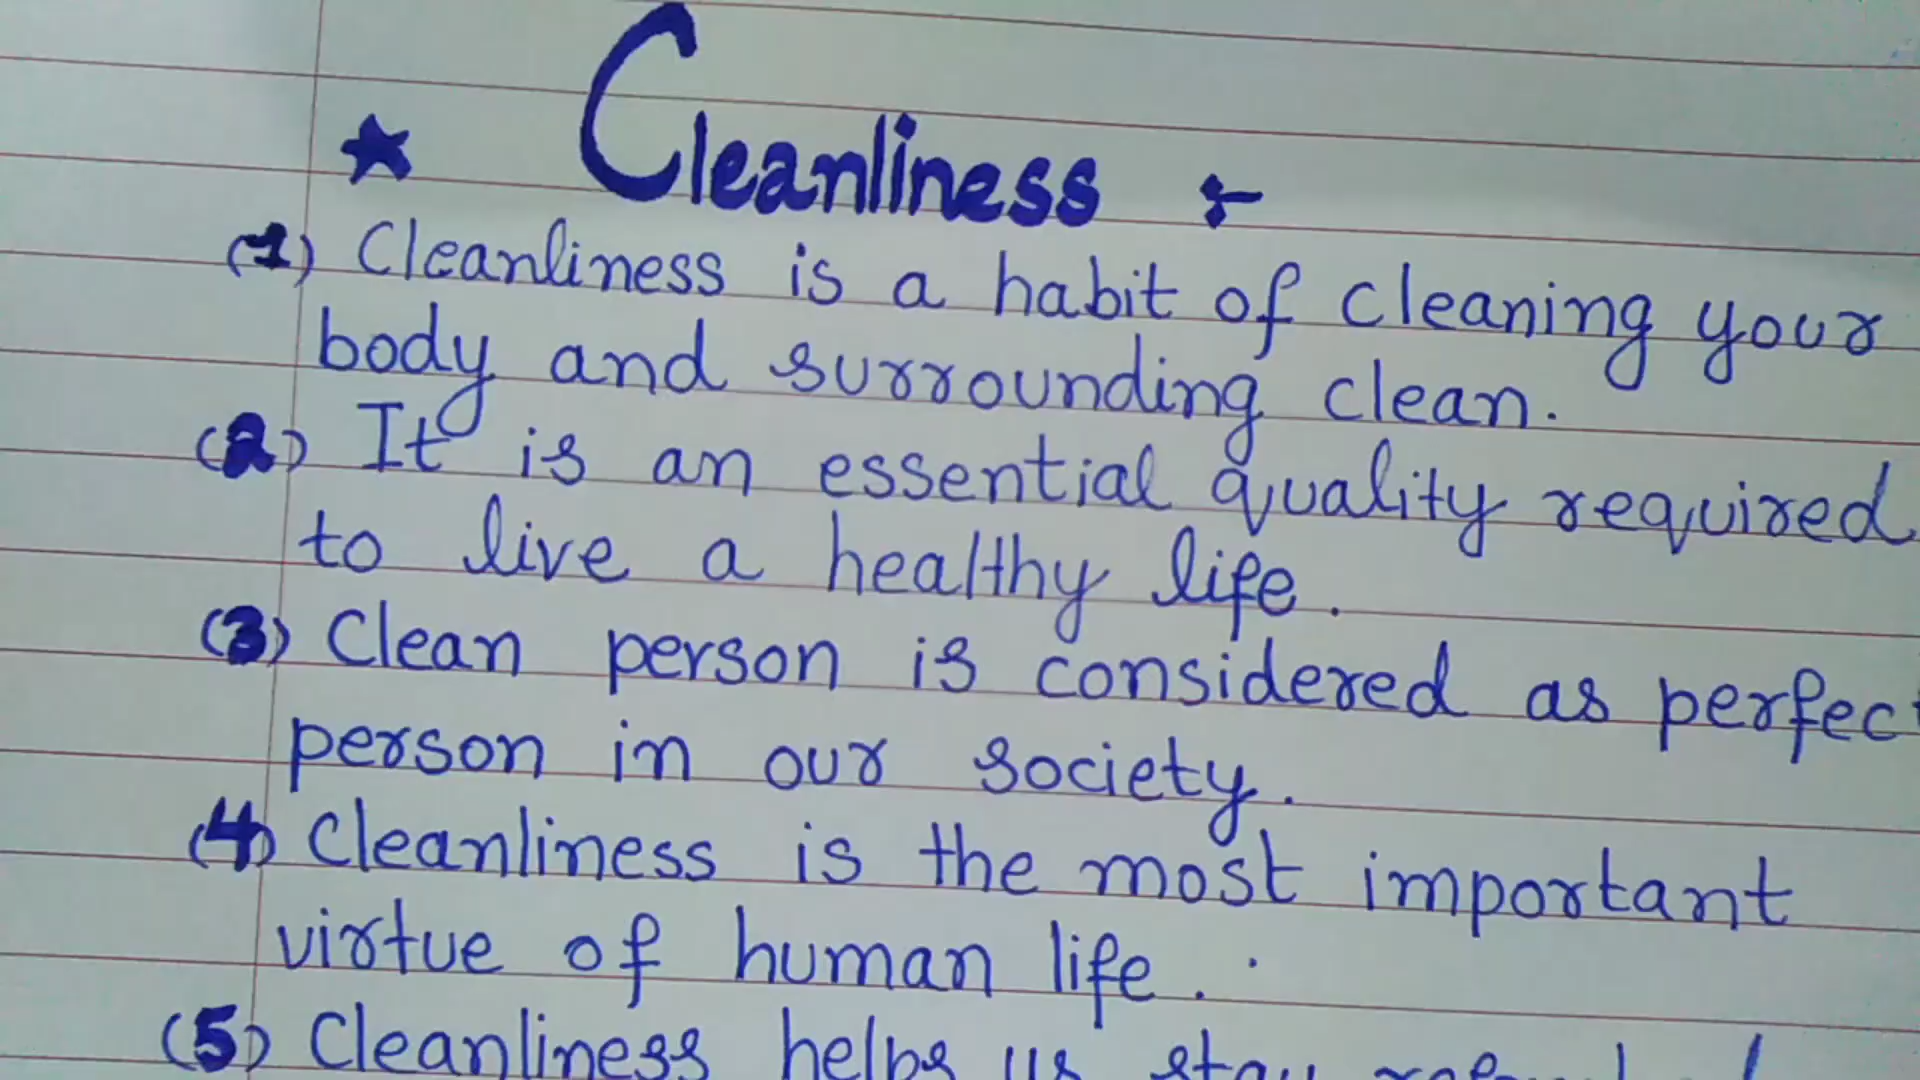 ★ Cleanliness :-
(1) Cleanliness is a habit of cleaning your
body and surrounding clean.
(2) It is an essential quality required
to live a healthy life.
(3) Clean person is considered as perfect
person in our society.
(4) Cleanliness is the most important
virtue of human life.
(5) Cleanliness helps us stay